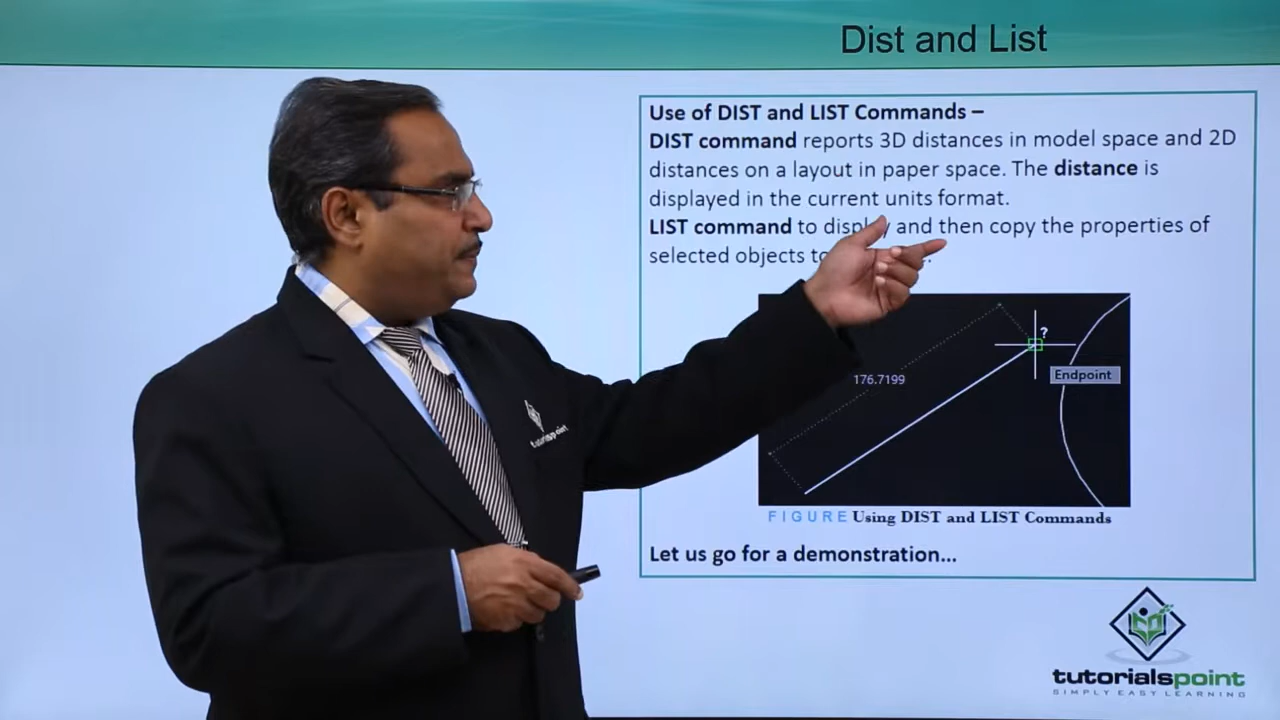 Dist and List
Use of DIST and LIST Commands –
DIST command reports 3D distances in model space and 2D
distances on a layout in paper space. The distance is
displayed in the current units format.
LIST command to display and then copy the properties of
selected objects to
?
176.7199
Endpoint
tutorialspoint
FIGURE Using DIST and LIST Commands
Let us go for a demonstration...
tutorialspoint
SIMPLY EASY LEARNING